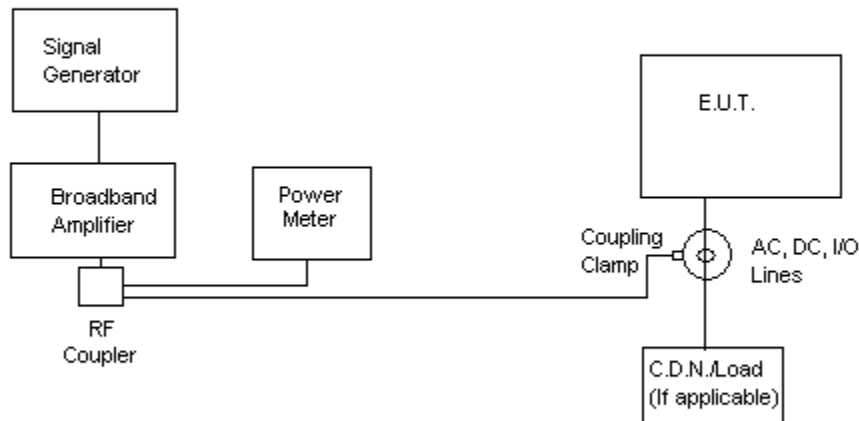 Signal
Generator
Broadband
Amplifier
Power
Meter
RF
Coupler
E.U.T.
Coupling
Clamp
AC, DC, I/O
Lines
C.D.N./Load
(If applicable)